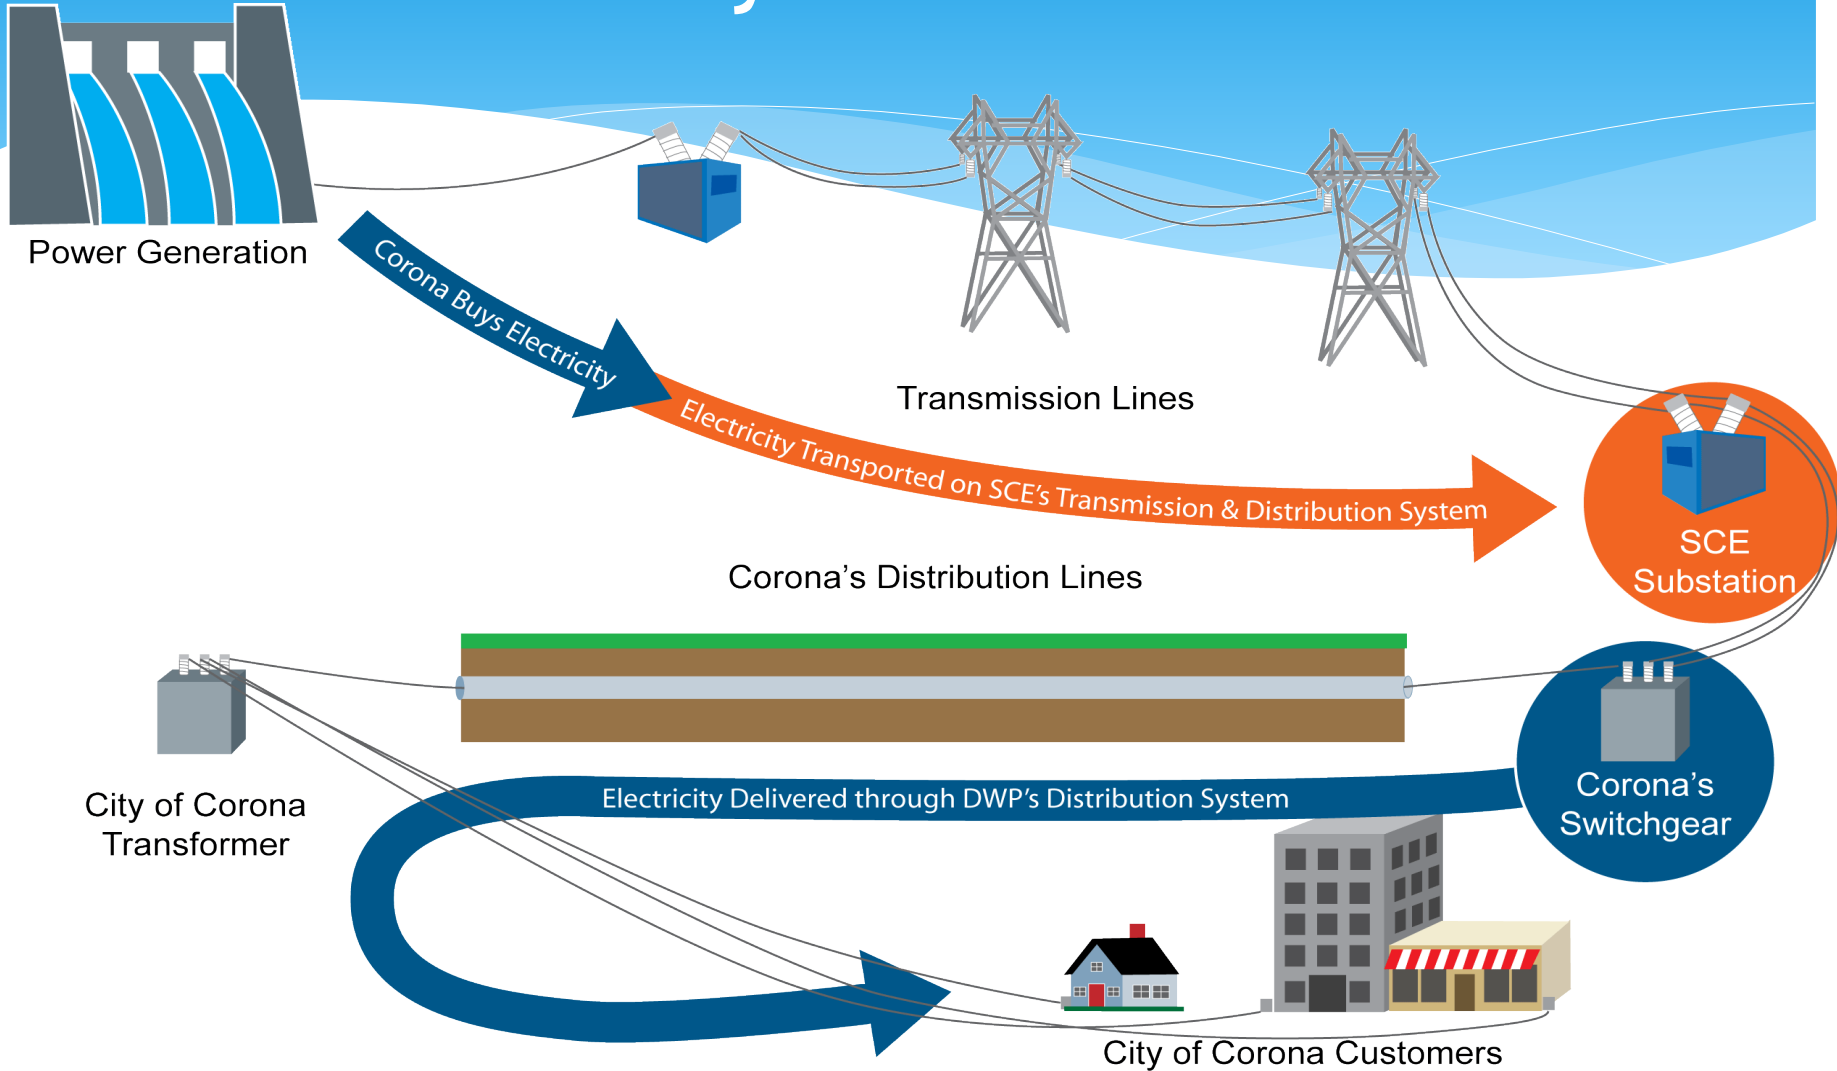 Power Generation
Corona Buys Electricity
Transmission Lines
Electricity Transported on SCE's Transmission & Distribution System
SCE
Substation
Corona’s Distribution Lines
City of Corona
Transformer
Electricity Delivered through DWP's Distribution System
Corona’s
Switchgear
City of Corona Customers